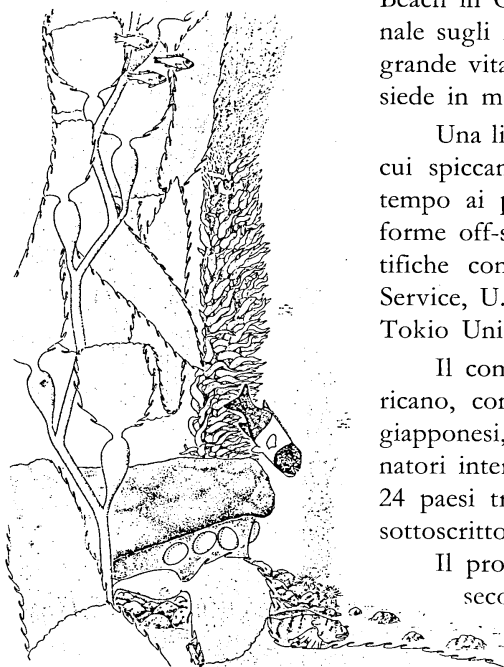 Beach in
nale sugli
grande vita
siede in
Una
cui spiccan
tempo ai
forme off-s
tifiche con
Service, U.
Tokio Uni
Il con
ricano, con
giapponesi,
natori inter
24 paesi tr
sottoscritto
Il pro
seco